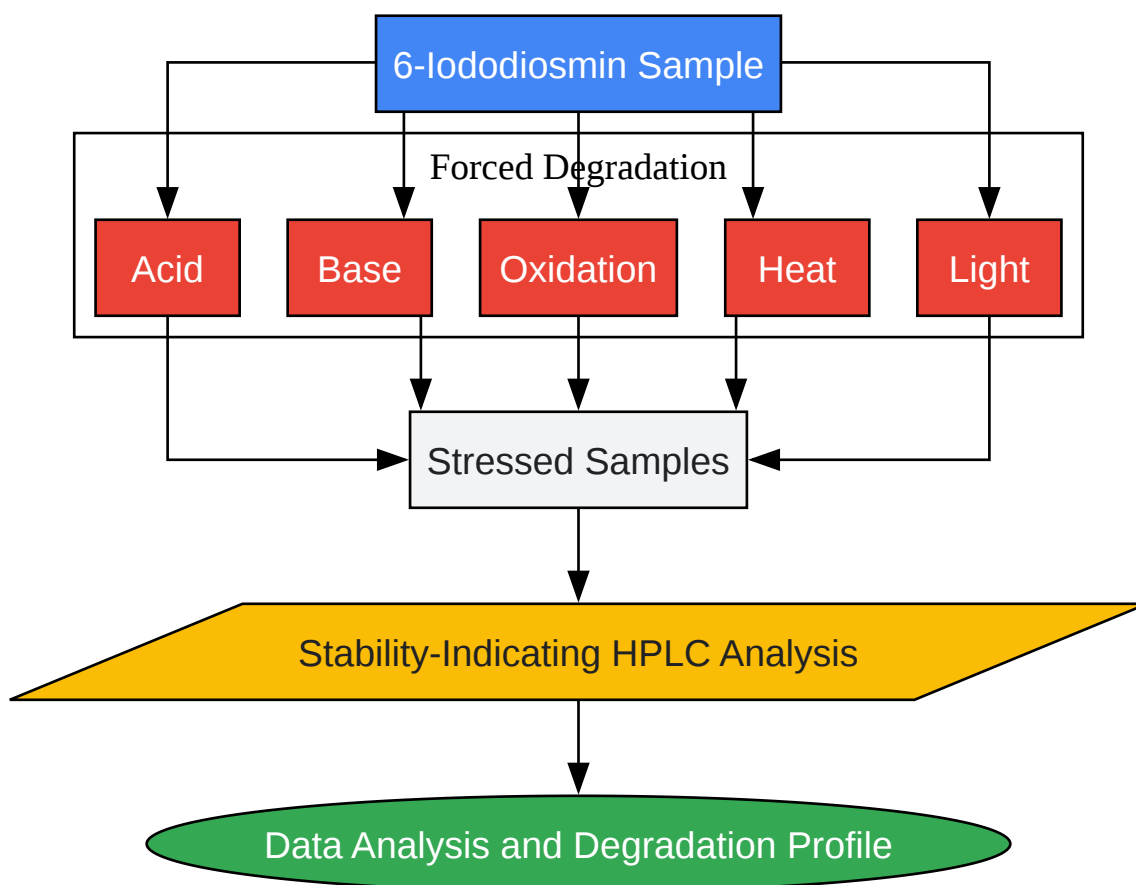 6-Iododiosmin Sample
Forced Degradation
Acid
Base
Oxidation
Heat
Light
Stressed Samples
Stability-Indicating HPLC Analysis
Data Analysis and Degradation Profile